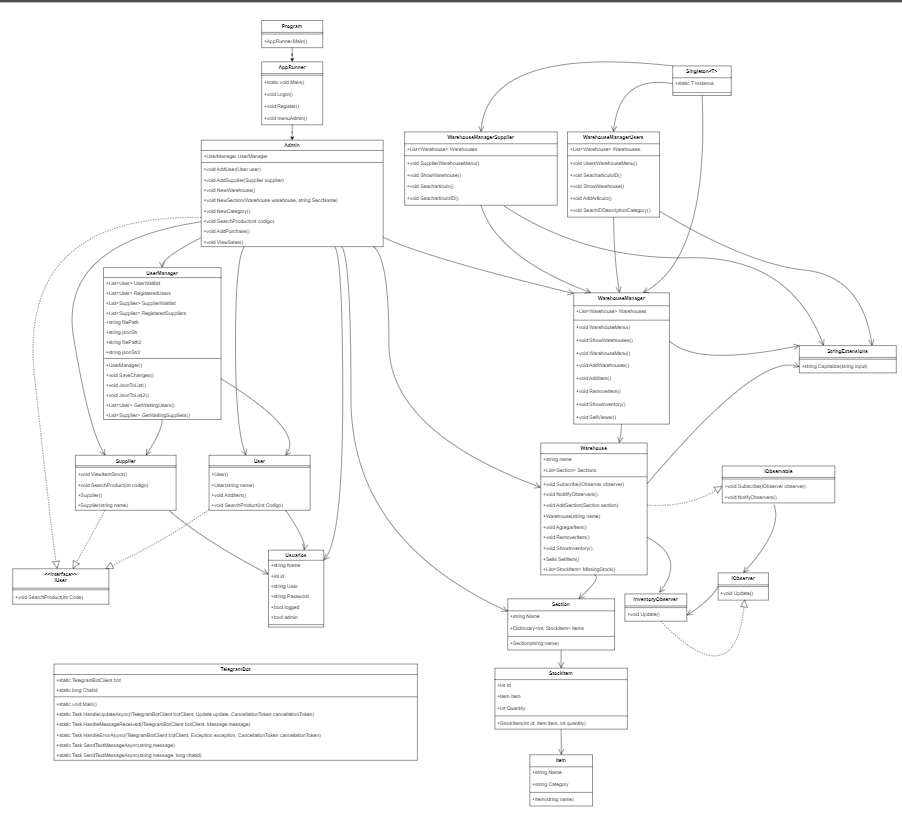 Program
+AppRunner.Main()
AppRunner
+static void Main()
+void Login()
+void Register()
+void menuAdmin()
Admin
+UserManager UserManager
+void AddUser(User user)
+void AddSupplier(Supplier supplier)
+void NewWarehouse()
+void NewSection(Warehouse warehouse, string SeccName)
+void NewCategory()
+void SearchProduct(int codigo)
+void AddPurchase()
+void ViewSales()
Singleton<T>
+static T Instance
WarehouseManagerSupplier
+List<Warehouse> Warehouses
+void SupplierWarehouseMenu()
+void ShowWarehouse()
+void Seacharticulo()
+void SeacharticuloID()
WarehouseManagerUsers
+List<Warehouse> Warehouses
+void UsersWarehouseMenu()
+void SeacharticuloID()
+void ShowWarehouse()
+void AddArticulo()
+void SeachIDDescriptionCategory()
UserManager
+List<User> UserWaitlist
+List<User> RegisteredUsers
+List<Supplier> SupplierWaitlist
+List<Supplier> RegisteredSuppliers
+string filePath
+string jsonStr
+string filePath2
+string jsonStr2
+UserManager()
+void SaveChanges()
+void JsonToList()
+void JsonToList2()
+List<User> GetWaitingUsers()
+List<Supplier> GetWaitingSuppliers()
WarehouseManager
+List<Warehouse> Warehouses
+void WarehouseMenu()
+void ShowWarehouses()
+void WarehouseMenu()
+void AddWarehouses()
+void AddItem()
+void RemoveItem()
+void ShowInventory()
+void SellViewer()
StringExtensions
+string Capitalize(string input)
Supplier
+void ViewItemStock()
+void SearchProduct(int codigo)
+Supplier()
+Supplier(string name)
User
+User()
+User(string name)
+void AddItems()
+void SearchProduct(int Codigo)
Warehouse
+string name
+List<Section> Sections
+void Subscribe(IObserver observer)
+void NotifyObservers()
+void AddSection(Section section)
+Warehouse(string name)
+void AgregarItem()
+void RemoveItem()
+void ShowInventory()
+Sells SellItem()
+List<StockItem> MissingStock()
IObservable
+void Subscribe(IObserver observer)
+void NotifyObservers()
Usuarios
+string Name
+int id
+string User
+string Password
+bool logged
+bool admin
<<Interface>>
IUser
+void SearchProduct(int Code)
IObserver
+void Update()
InventoryObserver
+void Update()
Section
+string Name
+Dictionary<int, StockItem> Items
+Section(string name)
TelegramBot
+static TelegramBotClient bot
+static long ChatId
+static void Main()
+static Task HandleUpdateAsync(ITelegramBotClient botClient, Update update, CancellationToken cancellationToken)
+static Task HandleMessageReceived(ITelegramBotClient botClient, Message message)
+static Task HandleErrorAsync(ITelegramBotClient botClient, Exception exception, CancellationToken cancellationToken)
+static Task SendTextMessageAsync(string message)
+static Task SendTextMessageAsync(string message, long chatId)
StockItem
+int Id
+Item Item
+int Quantity
+StockItem(int id, Item item, int quantity)
Item
+string Name
+string Category
+Item(string name)